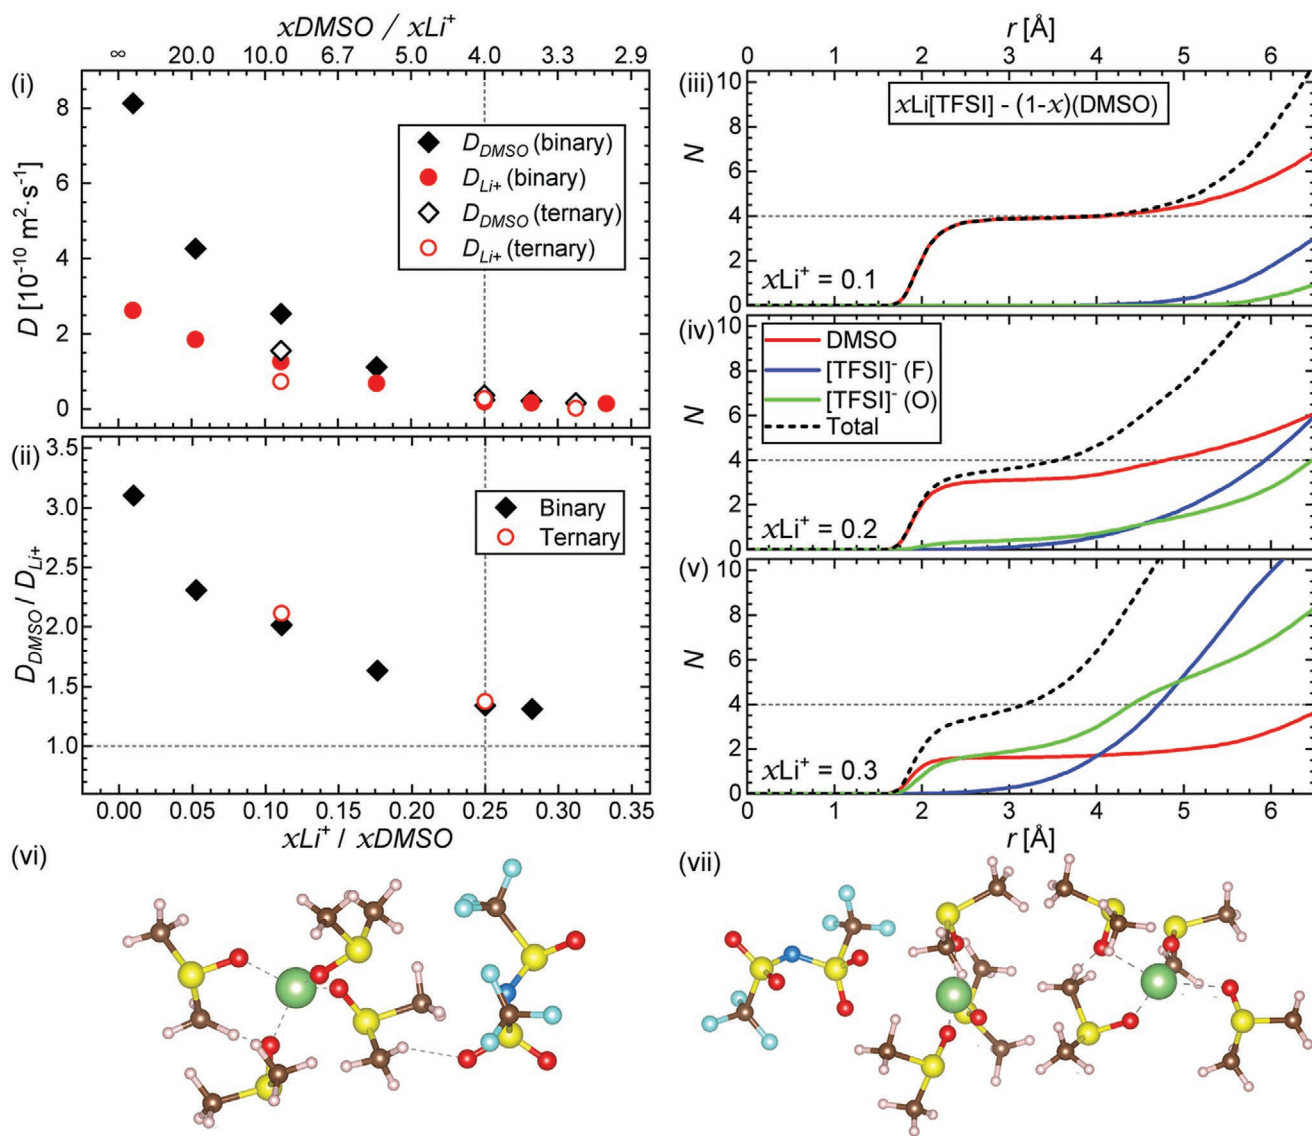 xDMSO / xLi⁺
∞ 20.0 10.0 6.7 5.0 4.0 3.3 2.9
(i)
D [10⁻¹⁰ m²·s⁻¹]
8
6
4
2
0
D_DMSO (binary)
D_Li+ (binary)
D_DMSO (ternary)
D_Li+ (ternary)
(ii)
D_DMSO / D_Li+
3.5
3.0
2.5
2.0
1.5
1.0
Binary
Ternary
0.00 0.05 0.10 0.15 0.20 0.25 0.30 0.35
xLi⁺ / xDMSO
r [Å]
0 1 2 3 4 5 6
(iii)
xLi[TFSI] - (1-x)(DMSO)
N
10
8
6
4
2
0
xLi⁺ = 0.1
(iv)
DMSO
[TFSI]⁻ (F)
[TFSI]⁻ (O)
Total
N
10
8
6
4
2
0
xLi⁺ = 0.2
(v)
N
10
8
6
4
2
0
xLi⁺ = 0.3
0 1 2 3 4 5 6
r [Å]
(vi)
(vii)